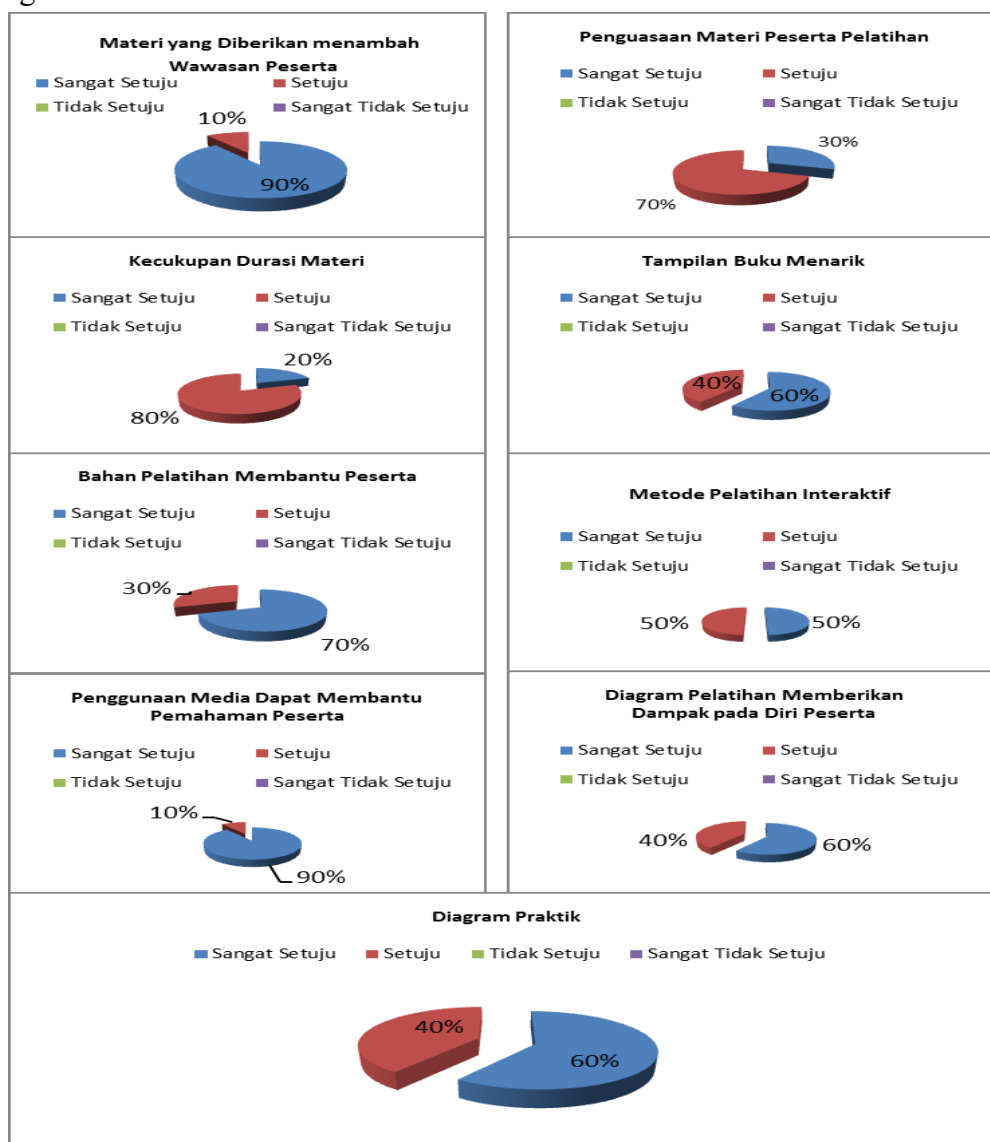 Materi yang Diberikan menambah
Wawasan Peserta
Sangat Setuju Setuju
Tidak Setuju Sangat Tidak Setuju
10%
90%
Penguasaan Materi Peserta Pelatihan
Sangat Setuju Setuju
Tidak Setuju Sangat Tidak Setuju
30%
70%
Kecukupan Durasi Materi
Sangat Setuju Setuju
Tidak Setuju Sangat Tidak Setuju
20%
80%
Tampilan Buku Menarik
Sangat Setuju Setuju
Tidak Setuju Sangat Tidak Setuju
40%
60%
Bahan Pelatihan Membantu Peserta
Sangat Setuju Setuju
Tidak Setuju Sangat Tidak Setuju
30%
70%
Metode Pelatihan Interaktif
Sangat Setuju Setuju
Tidak Setuju Sangat Tidak Setuju
50% 50%
Penggunaan Media Dapat Membantu
Pemahaman Peserta
Sangat Setuju Setuju
Tidak Setuju Sangat Tidak Setuju
10%
90%
Diagram Pelatihan Memberikan
Dampak pada Diri Peserta
Sangat Setuju Setuju
Tidak Setuju Sangat Tidak Setuju
40% 60%
Diagram Praktik
Sangat Setuju Setuju Tidak Setuju Sangat Tidak Setuju
40%
60%